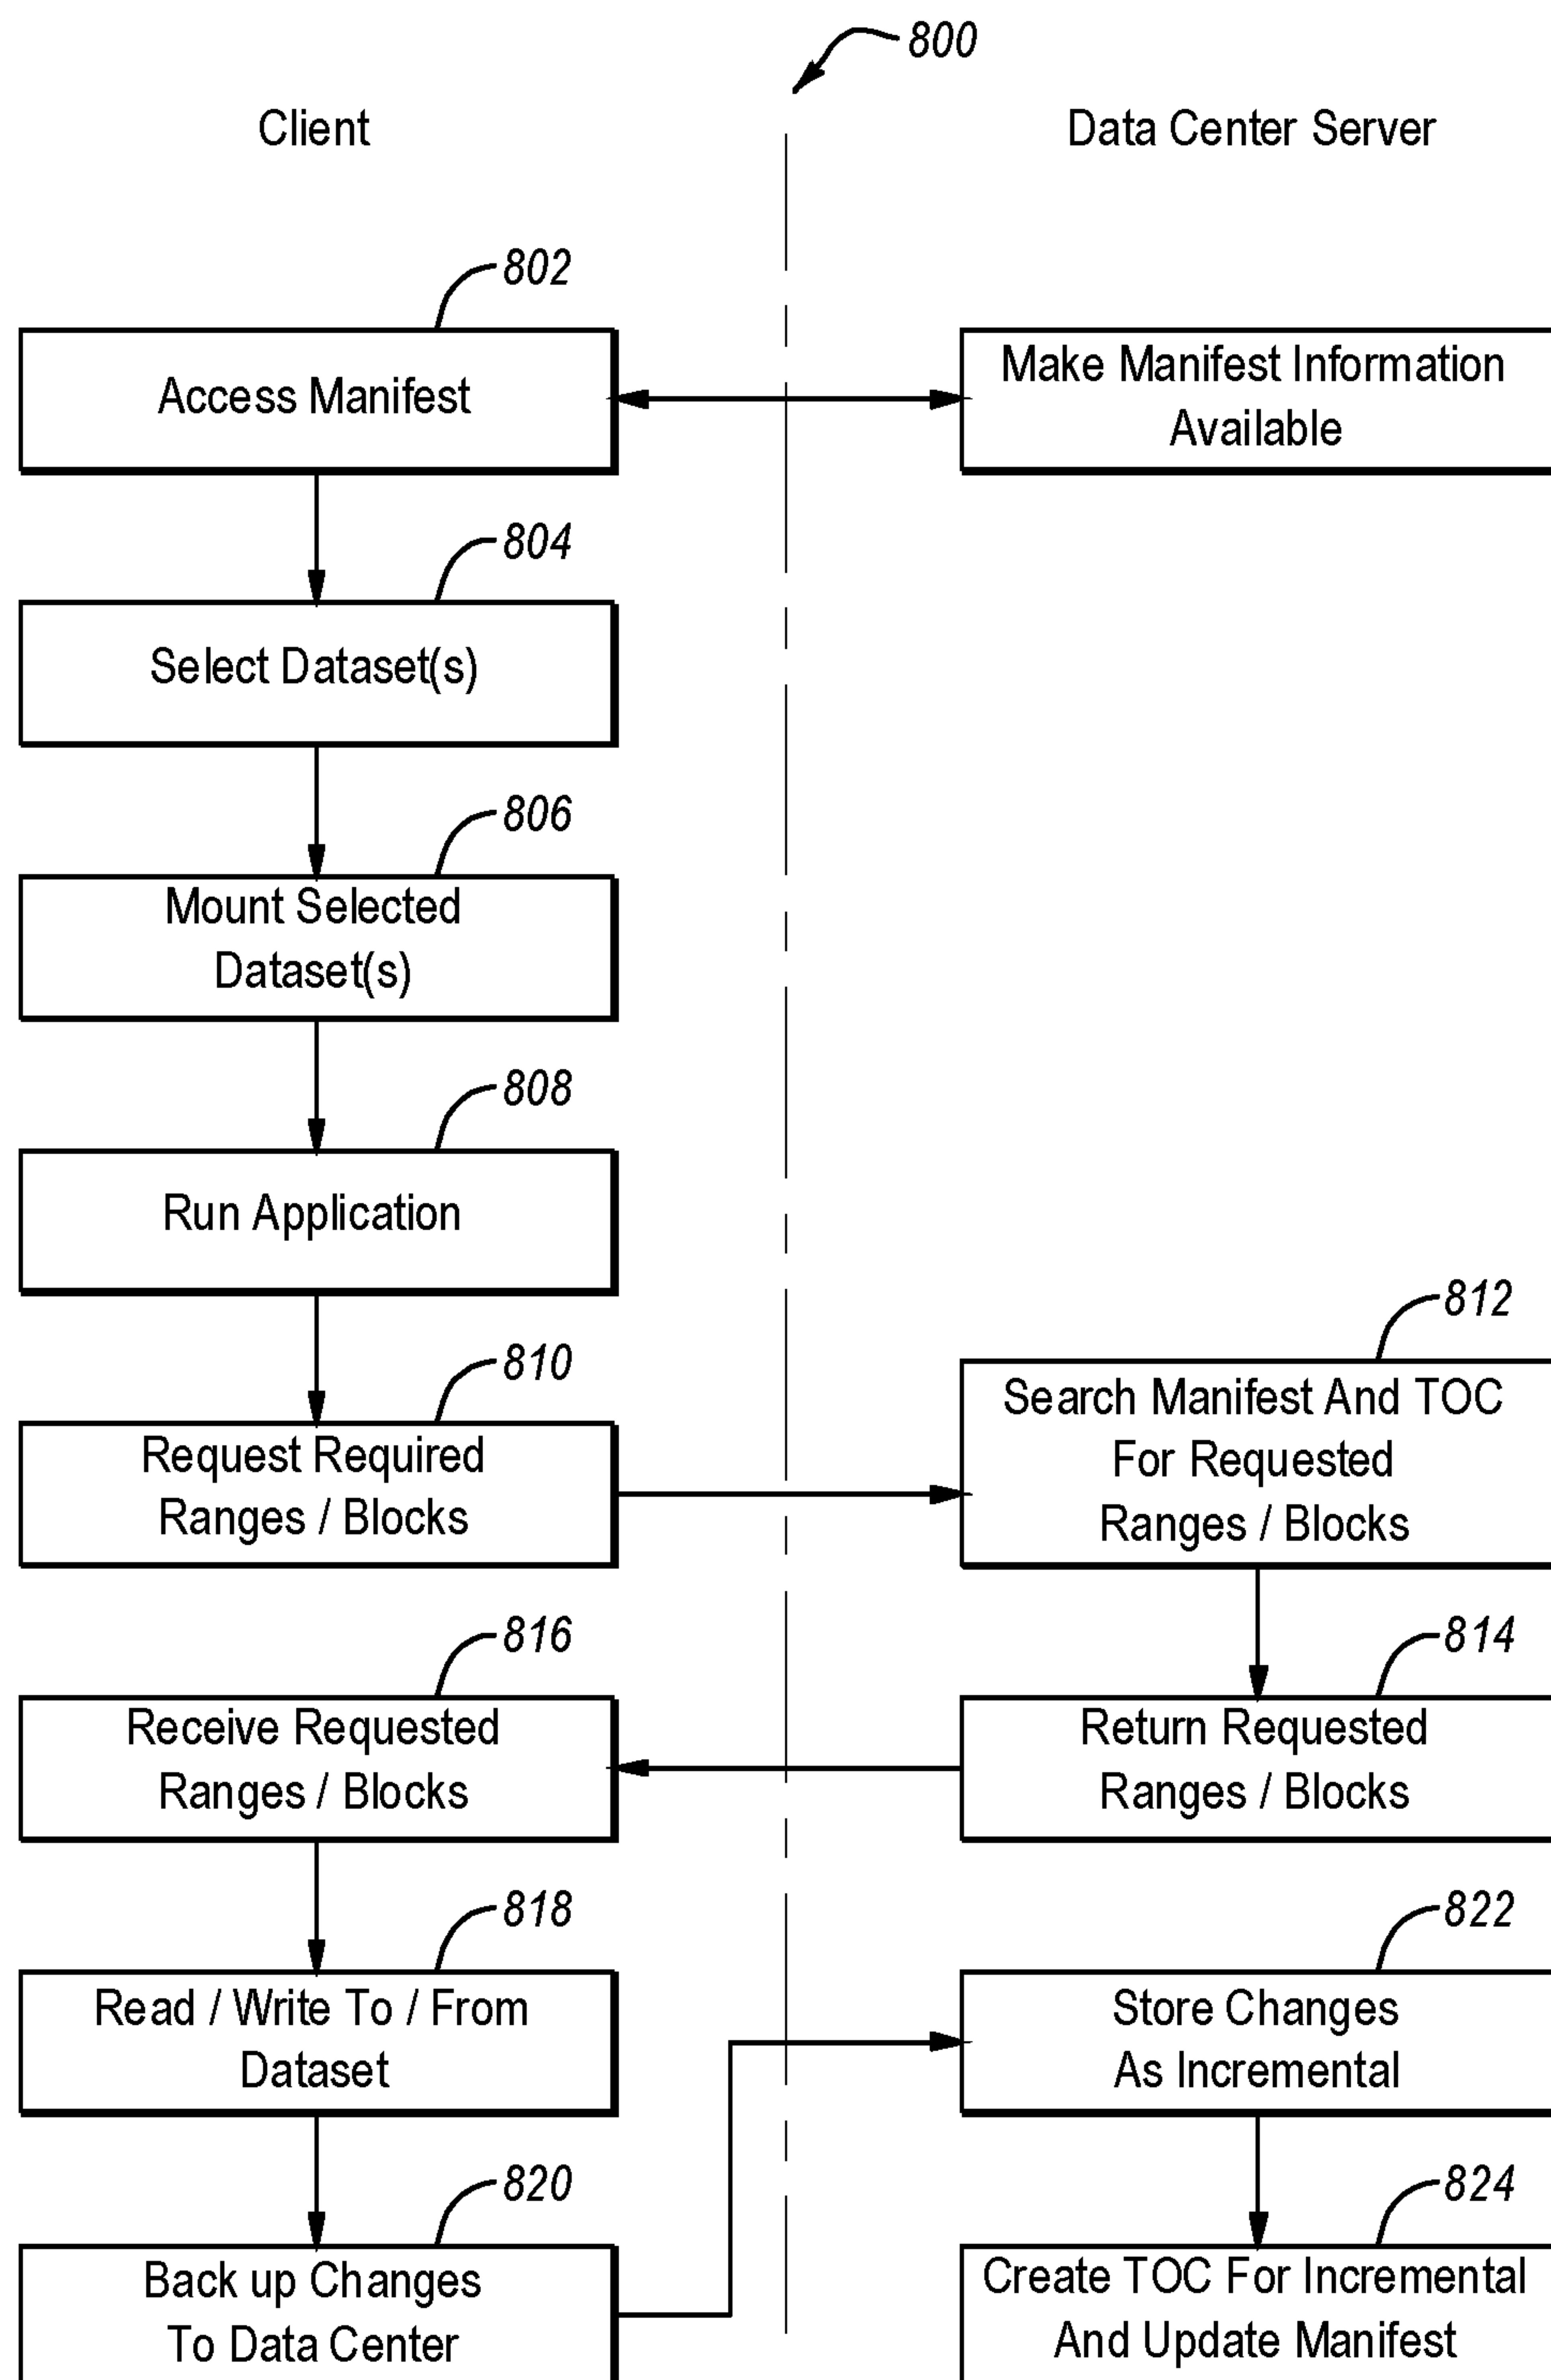 800
Client
Data Center Server
802
Access Manifest
Make Manifest Information
Available
804
Select Dataset(s)
806
Mount Selected
Dataset(s)
808
Run Application
810
Request Required
Ranges / Blocks
812
Search Manifest And TOC
For Requested
Ranges / Blocks
814
Return Requested
Ranges / Blocks
816
Receive Requested
Ranges / Blocks
818
Read / Write To / From
Dataset
820
Back up Changes
To Data Center
822
Store Changes
As Incremental
824
Create TOC For Incremental
And Update Manifest